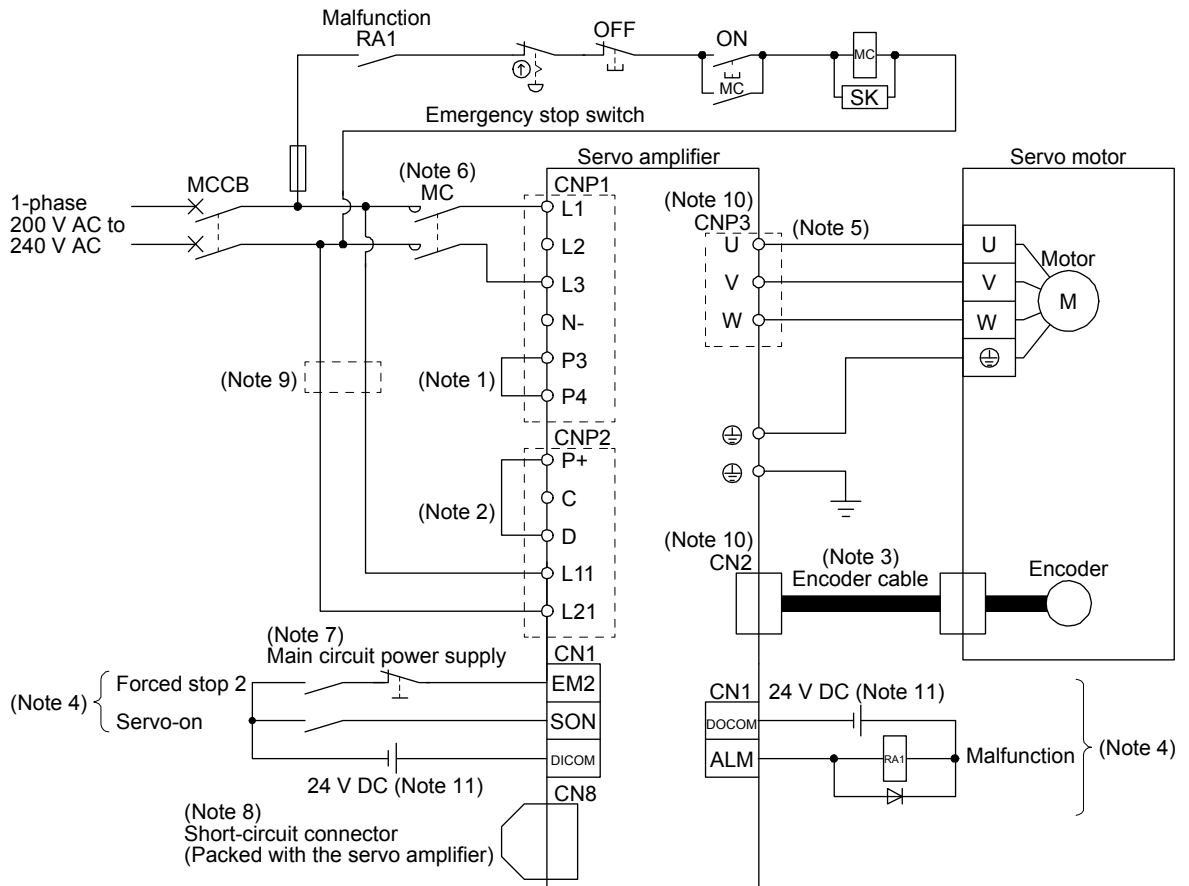 Malfunction
RA1
OFF
ON
MC
MC
SK
Emergency stop switch
Servo amplifier
Servo motor
1-phase
200 V AC to
240 V AC
MCCB
(Note 6)
MC
CNP1
L1
L2
L3
N-
P3
P4
(Note 1)
(Note 9)
(Note 10)
CNP3
U
V
W
(Note 5)
U
V
W
Motor
M
CNP2
P+
C
D
L11
L21
(Note 2)
(Note 10)
CN2
(Note 3)
Encoder cable
Encoder
(Note 7)
Main circuit power supply
(Note 4)
Forced stop 2
Servo-on
CN1
EM2
SON
DICOM
24 V DC (Note 11)
CN1
24 V DC (Note 11)
DOCOM
ALM
RA1
Malfunction
(Note 4)
(Note 8)
Short-circuit connector
(Packed with the servo amplifier)
CN8